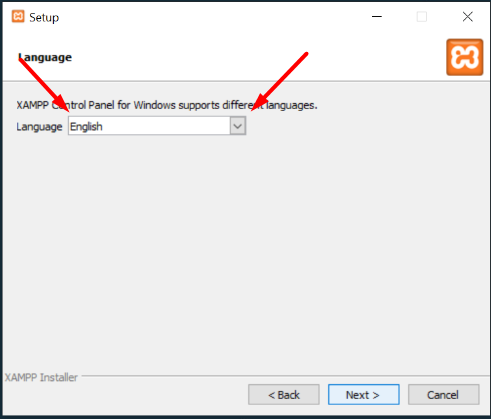 Setup
Language
XAMPP Control Panel for Windows supports different languages.
Language English
XAMPP Installer
< Back Next > Cancel